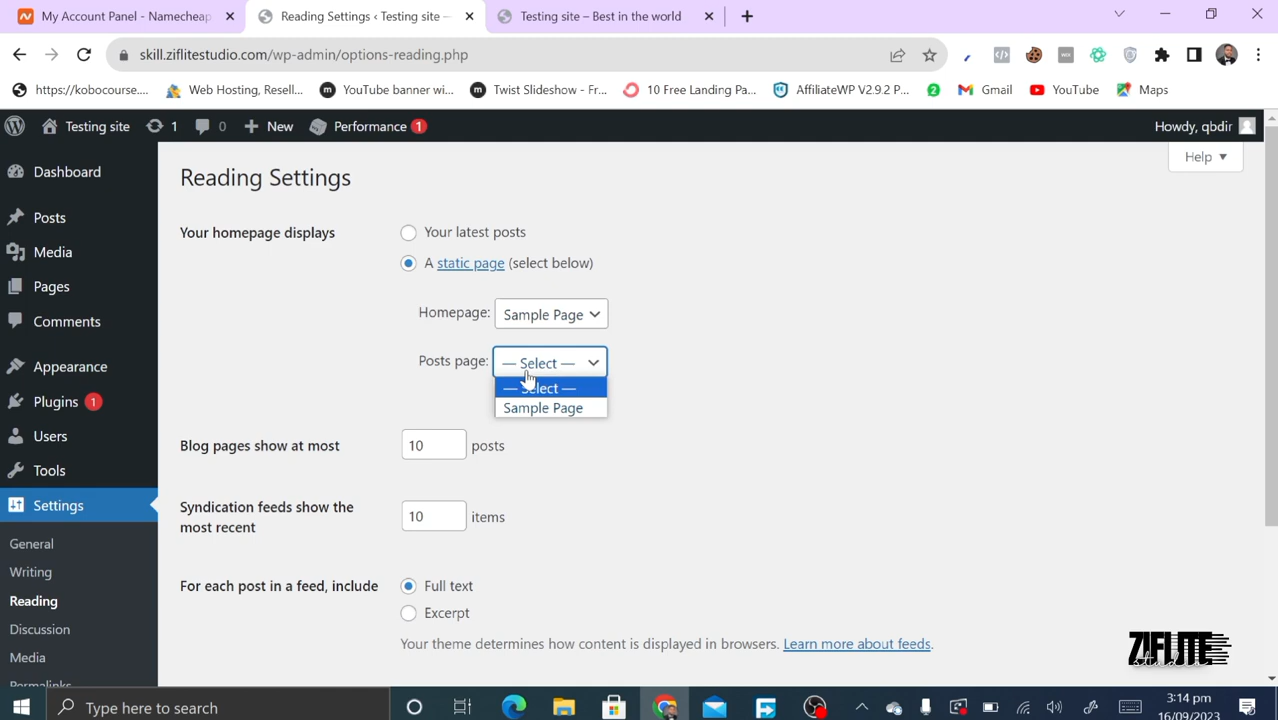 My Account Panel - Namecheap
Reading Settings ‹ Testing site —
Testing site – Best in the world
skill.ziflitestudio.com/wp-admin/options-reading.php
https://kobocourse....
Web Hosting, Resell...
YouTube banner wi...
Twist Slideshow - Fr...
10 Free Landing Pa...
AffiliateWP V2.9.2 P...
2
Gmail
YouTube
Maps
Testing site
1
0
New
Performance 1
Howdy, qbdir
Help
Dashboard
Posts
Media
Pages
Comments
Appearance
Plugins 1
Users
Tools
Settings
General
Writing
Reading
Discussion
Media
Permalinks
Reading Settings
Your homepage displays
Your latest posts
A static page (select below)
Homepage: Sample Page
Posts page: — Select —
— Select —
Sample Page
Blog pages show at most 10 posts
Syndication feeds show the most recent 10 items
For each post in a feed, include
Full text
Excerpt
Your theme determines how content is displayed in browsers. Learn more about feeds.
ZIFLITE
studio
Type here to search
3:14 pm
16/09/2023